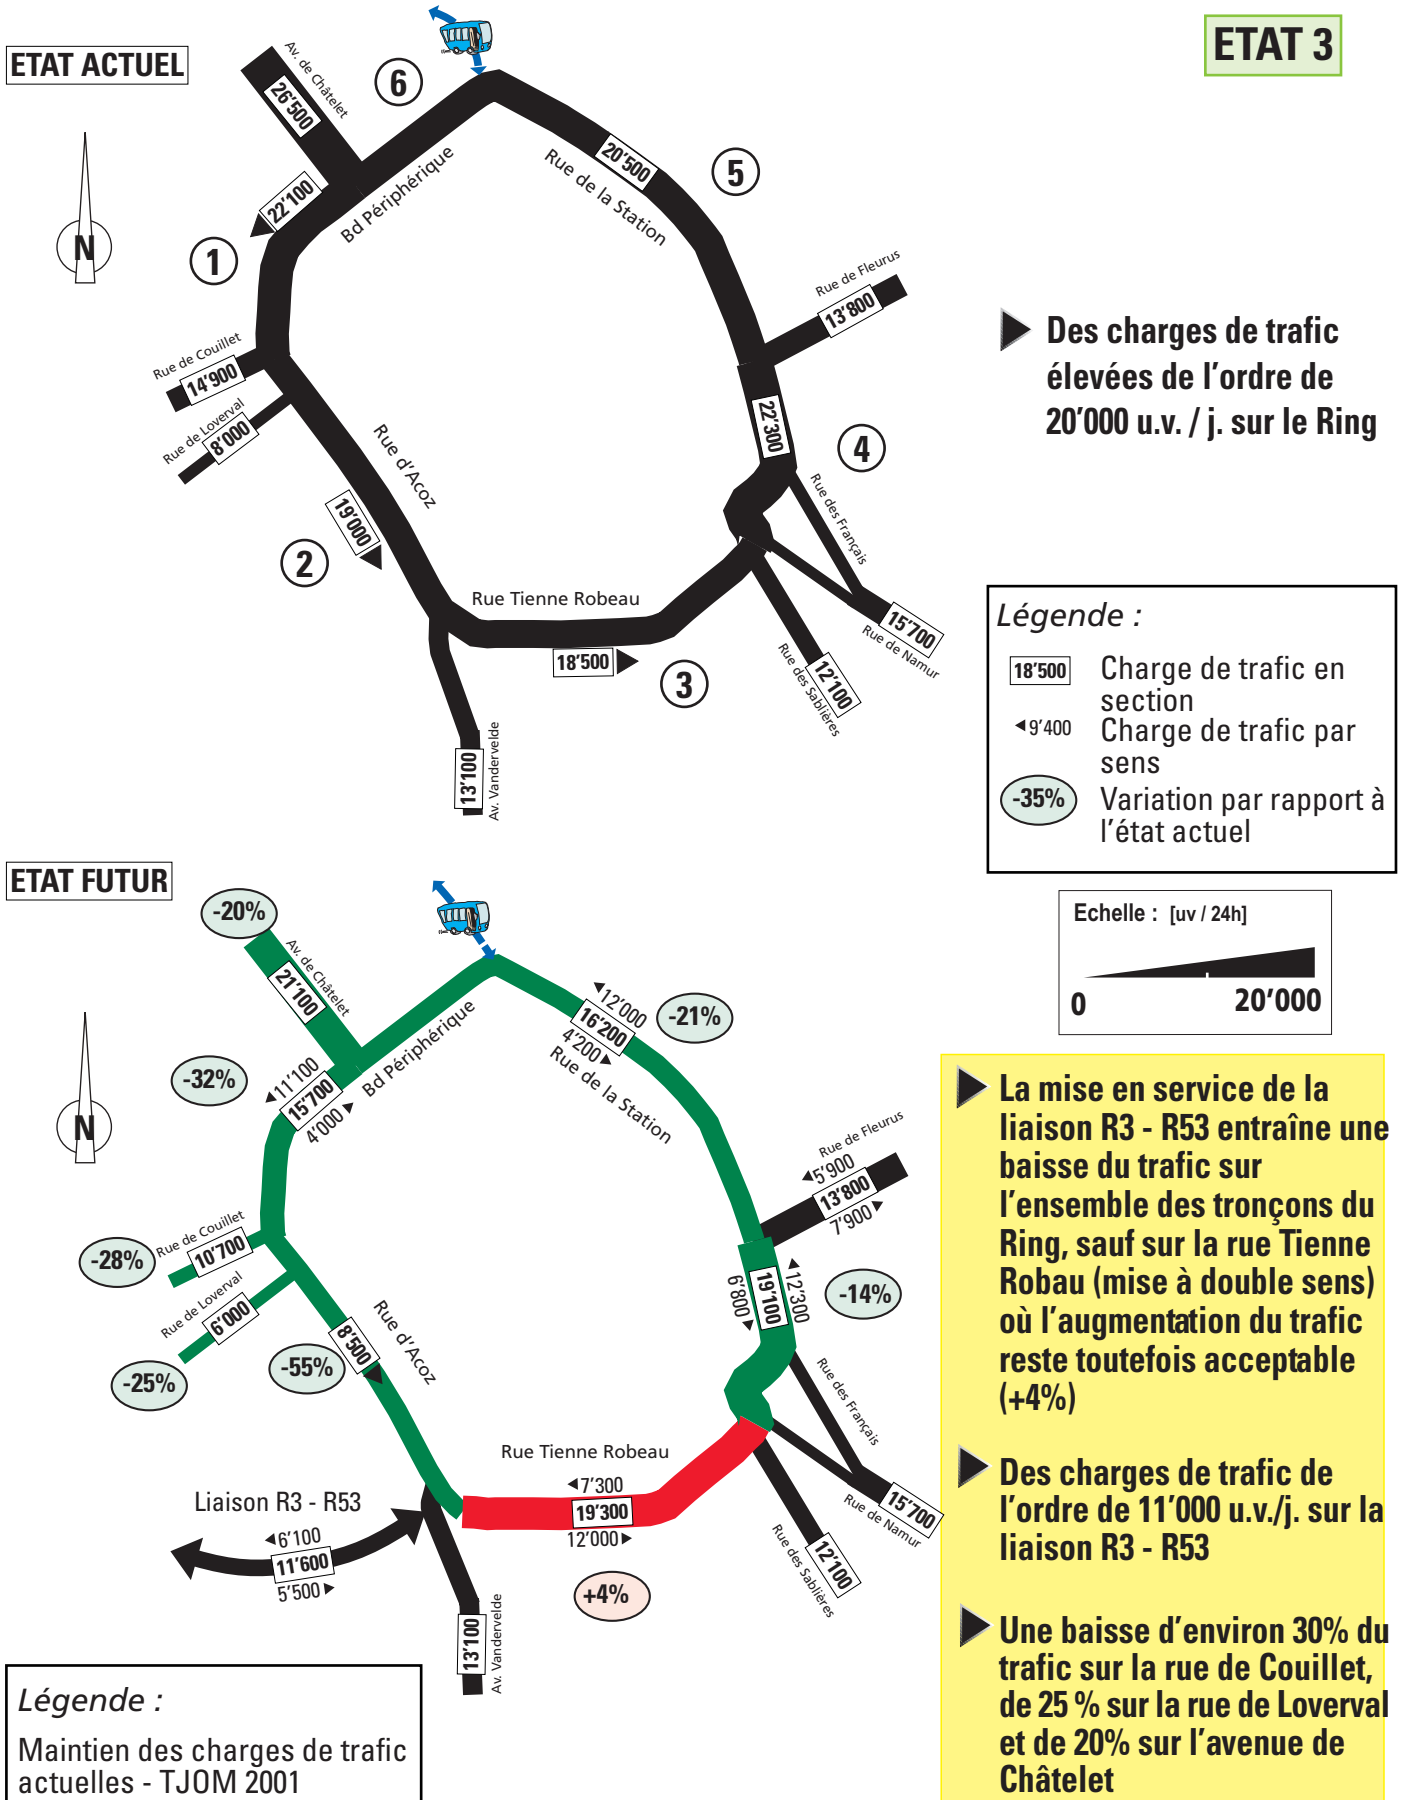 ETAT ACTUEL
ETAT 3
Av. de Châtelet
26'500
6
22'100
Bd Périphérique
20'500
Rue de la Station
5
N
1
Rue de Fleurus
13'800
Des charges de trafic
élevées de l'ordre de
20'000 u.v. / j. sur le Ring
Rue de Couillet
14'900
Rue de Loverval
8'000
Rue d'Acoz
22'300
4
19'000
2
Rue des Français
Rue Tienne Robeau
18'500
3
15'700
Rue de Namur
12'100
Rue des Sablières
13'100
Av. Vandervelde
Légende :
18'500
Charge de trafic en
section
9'400
Charge de trafic par
sens
-35%
Variation par rapport à
l'état actuel
ETAT FUTUR
-20%
Av. de Châtelet
21'100
Echelle : [uv / 24h]
0
20'000
-32%
11'100
15'700
4'000
Bd Périphérique
12'000
16'200
4'200
-21%
Rue de la Station
N
Rue de Fleurus
5'900
13'800
7'900
-28%
Rue de Couillet
10'700
Rue de Loverval
6'000
-25%
-55%
8'500
Rue d'Acoz
6'800
19'100
12'300
-14%
Rue des Français
Rue Tienne Robeau
7'300
19'300
12'000
+4%
Liaison R3 - R53
6'100
11'600
5'500
15'700
Rue de Namur
12'100
Rue des Sablières
13'100
Av. Vandervelde
La mise en service de la
liaison R3 - R53 entraîne une
baisse du trafic sur
l'ensemble des tronçons du
Ring, sauf sur la rue Tienne
Robau (mise à double sens)
où l'augmentation du trafic
reste toutefois acceptable
(+4%)
Des charges de trafic de
l'ordre de 11'000 u.v./j. sur la
liaison R3 - R53
Une baisse d'environ 30% du
trafic sur la rue de Couillet,
de 25 % sur la rue de Loverval
et de 20% sur l'avenue de
Châtelet
Légende :
Maintien des charges de trafic
actuelles - TJOM 2001